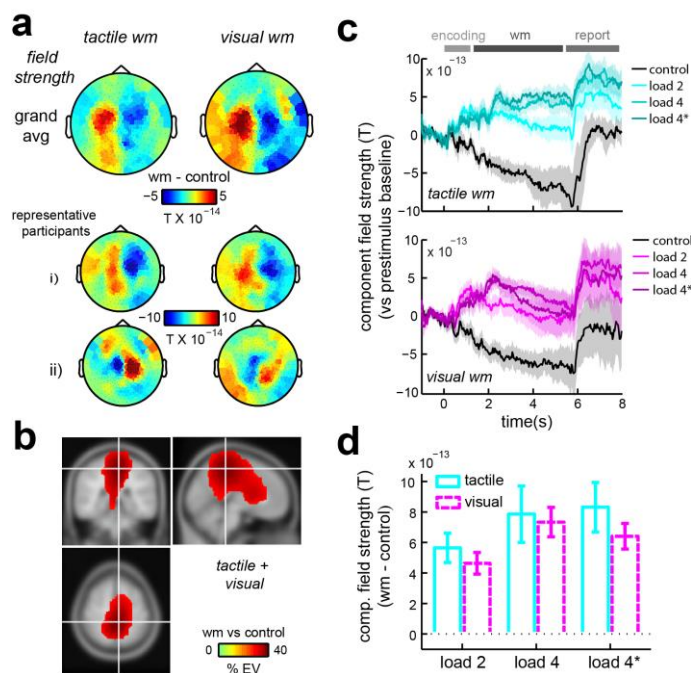 a
tactile wm
visual wm
field
strength
grand
avg
wm - control
−5
5
T X 10⁻¹⁴
representative
participants
i)
−10
10
T X 10⁻¹⁴
ii)
b
tactile +
visual
wm vs control
0
40
% EV
c
encoding
wm
report
x 10⁻¹³
control
load 2
load 4
load 4*
10
5
0
−5
−10
tactile wm
component field strength (T)
(vs prestimulus baseline)
x 10⁻¹³
control
load 2
load 4
load 4*
10
5
0
−5
−10
visual wm
0
2
4
6
8
time(s)
d
x 10⁻¹³
tactile
visual
10
8
6
4
2
0
comp. field strength (T)
(wm - control)
load 2
load 4
load 4*